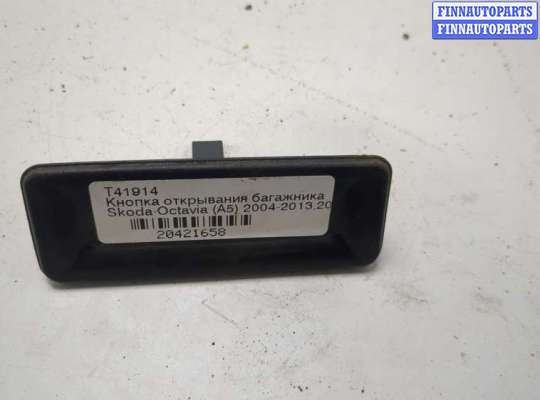 FINNAUTOPARTS
FINNAUTOPARTS
T41914
Кнопка открывания багажника
Skoda Octavia (A5) 2004-2013,20
20421658